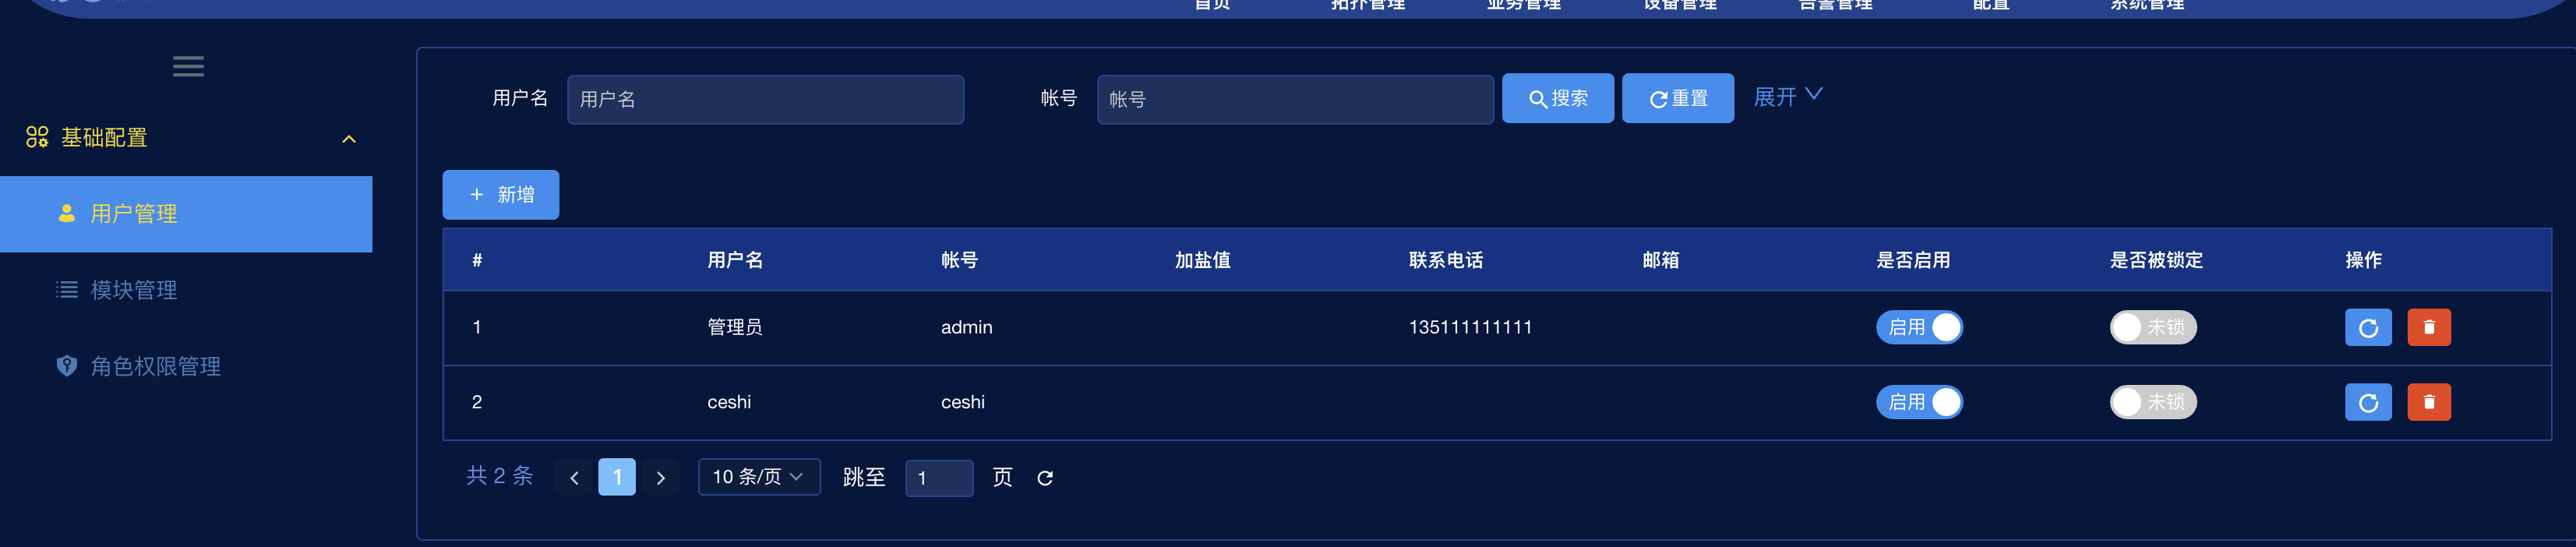 首页 拓扑管理 业务管理 设备管理 告警管理 配置 系统管理
用户名 用户名 帐号 帐号 搜索 重置 展开
基础配置
用户管理
模块管理
角色权限管理
+ 新增
# 用户名 帐号 加盐值 联系电话 邮箱 是否启用 是否被锁定 操作
1 管理员 admin 135111111111 启用 未锁
2 ceshi ceshi 启用 未锁
共 2 条 1 10 条/页 跳至 1 页